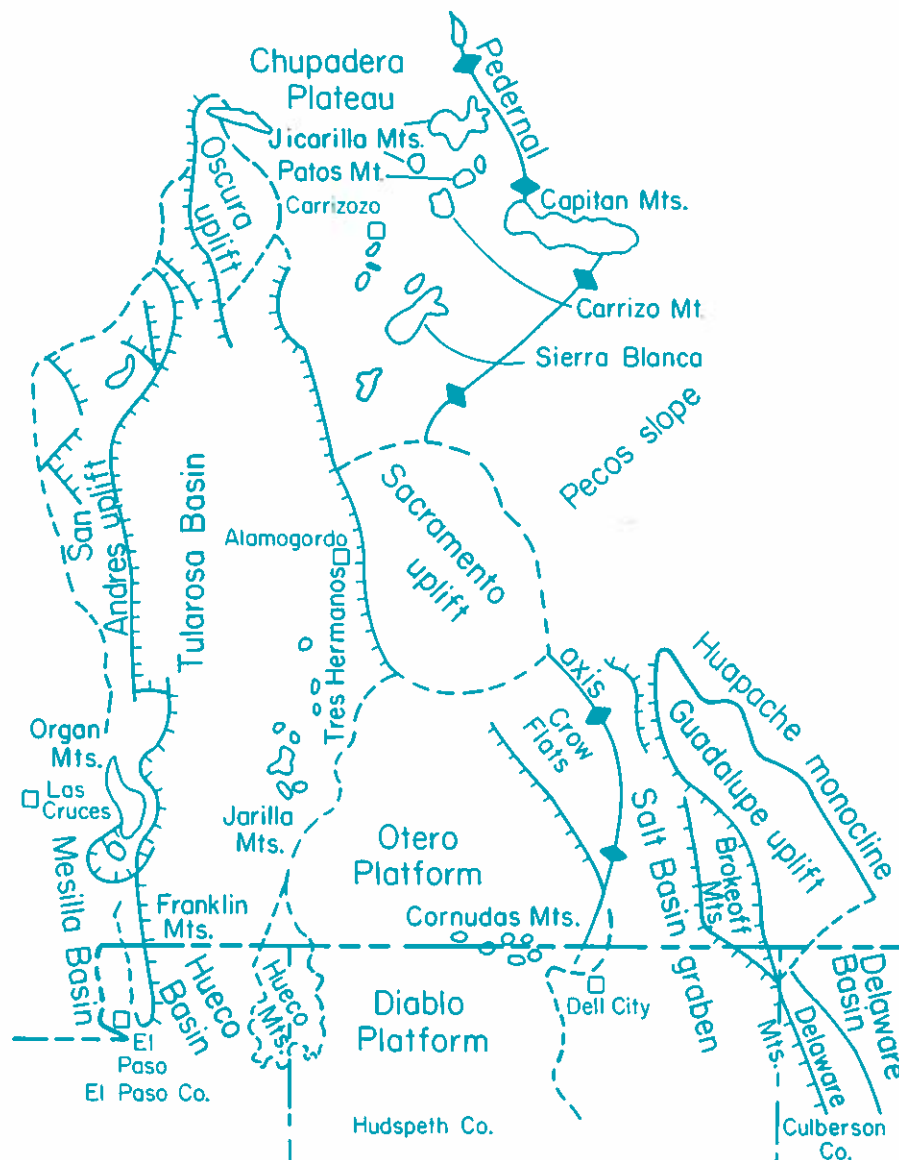 Chupadera
Plateau
Pedernal
Jicarilla Mts.
Patos Mt.
Carrizozo
Oscura
uplift
Capitan Mts.
Carrizo Mt.
Sierra Blanca
Pecos slope
San
Andres uplift
Tularosa Basin
Alamogordo
Sacramento
uplift
Tres Hermanos
axis
Crow
Flats
Huapache monocline
Guadalupe uplift
Organ
Mts.
Las
Cruces
Jarilla
Mts.
Otero
Platform
Salt Basin
graben
Brokeoff
Mts.
Mesilla Basin
Franklin
Mts.
Cornudas Mts.
Hueco
Basin
Hueco
Mts.
Diablo
Platform
Dell City
Delaware
Basin
Delaware
Mts.
El
Paso
El Paso Co.
Hudspeth Co.
Culberson
Co.